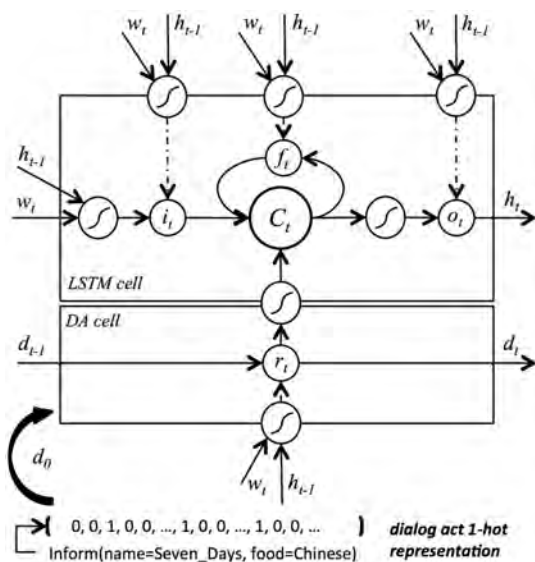 w_t h_{t-1} w_t h_{t-1} w_t h_{t-1}
h_{t-1} f_t
w_t i_t C_t o_t h_t
LSTM cell
DA cell
d_{t-1} r_t d_t
d_0
w_t h_{t-1}
( 0, 0, 1, 0, 0, ..., 1, 0, 0, ..., 1, 0, 0, ... ) dialog act 1-hot
Inform(name=Seven_Days, food=Chinese) representation